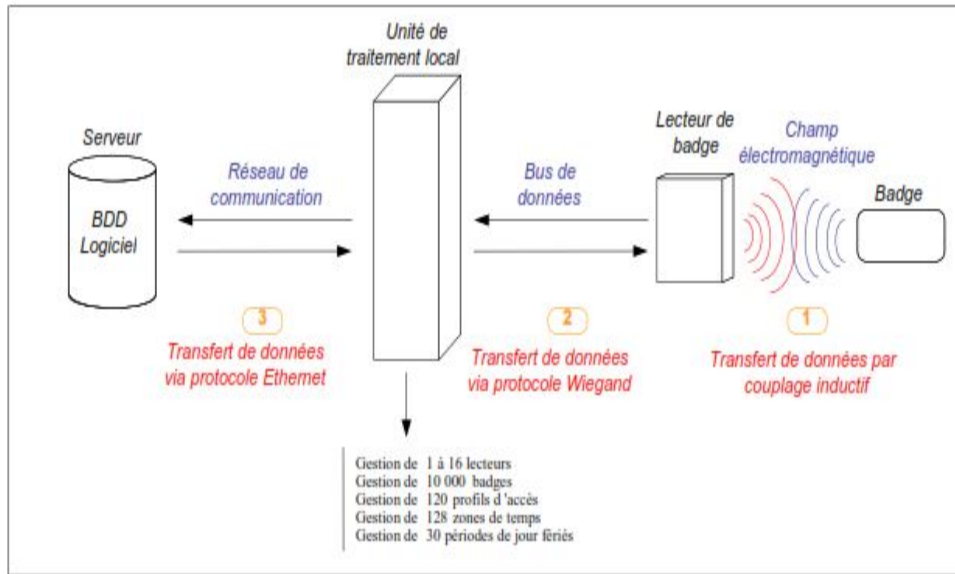 Unité de
traitement local
Serveur
BDD
Logiciel
Réseau de
communication
Bus de
données
Lecteur de
badge
Champ
électromagnétique
Badge
3
Transfert de données
via protocole Ethernet
2
Transfert de données
via protocole Wiegand
1
Transfert de données par
couplage inductif
Gestion de 1 à 16 lecteurs
Gestion de 10 000 badges
Gestion de 120 profils d'accès
Gestion de 128 zones de temps
Gestion de 30 périodes de jour fériés